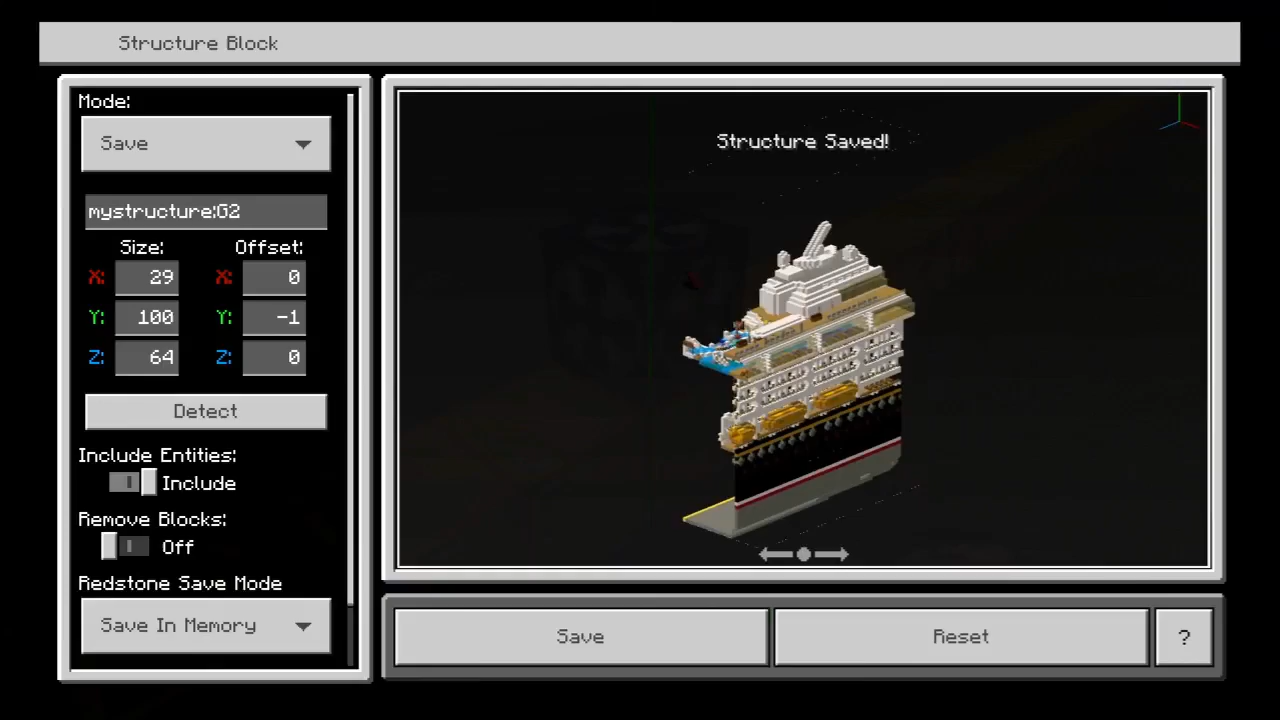 Structure Block
Mode:
Save
mystructure:G2
Size: Offset:
X: 29 X: 0
Y: 100 Y: -1
Z: 64 Z: 0
Detect
Include Entities:
Include
Remove Blocks:
Off
Redstone Save Mode
Save In Memory
Structure Saved!
Save Reset ?